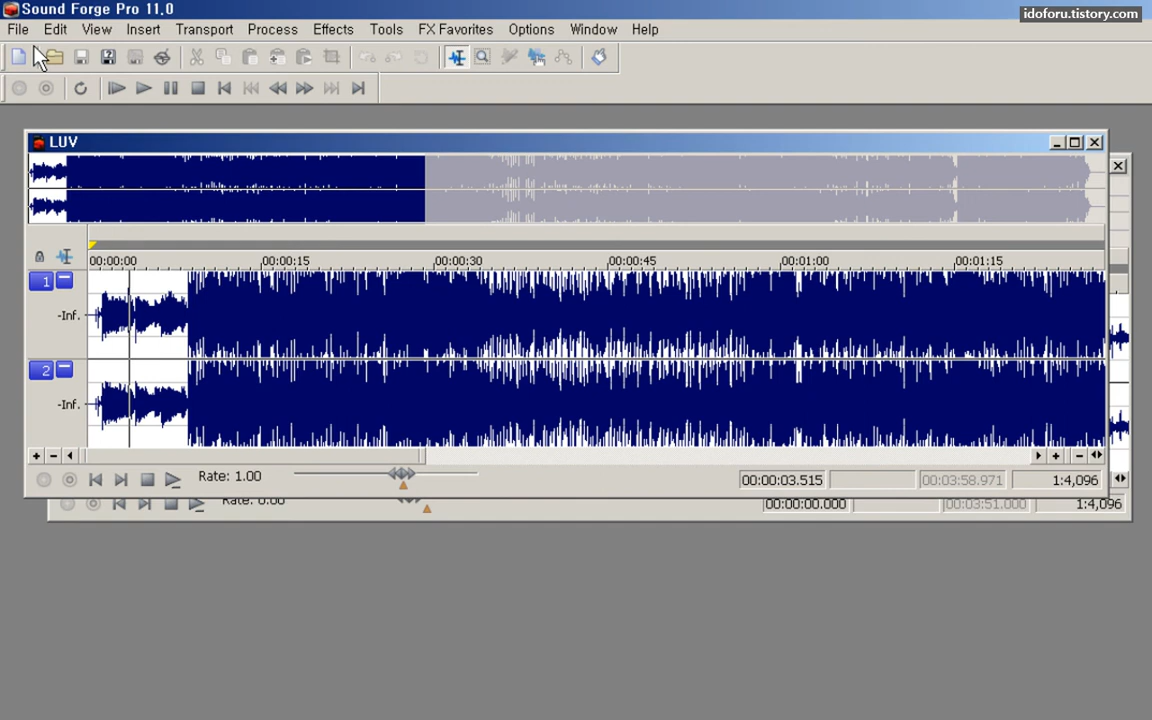 Sound Forge Pro 11.0
idoforu.tistory.com
File Edit View Insert Transport Process Effects Tools FX Favorites Options Window Help
LUV
00:00:00 00:00:15 00:00:30 00:00:45 00:01:00 00:01:15
1
-Inf.
2
-Inf.
Rate: 1.00 00:00:03.515 00:03:58.971 1:4,096
Rate: 0.00 00:00:00.000 00:03:51.000 1:4,096